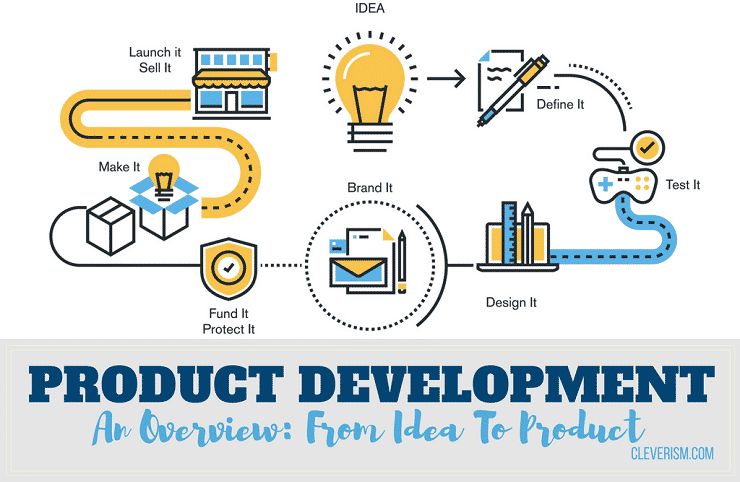 IDEA
Define It
Test It
Design It
Brand It
Fund It
Protect It
Make It
Launch it
Sell It
PRODUCT DEVELOPMENT
An Overview: From Idea To Product
CLEVERISM.COM